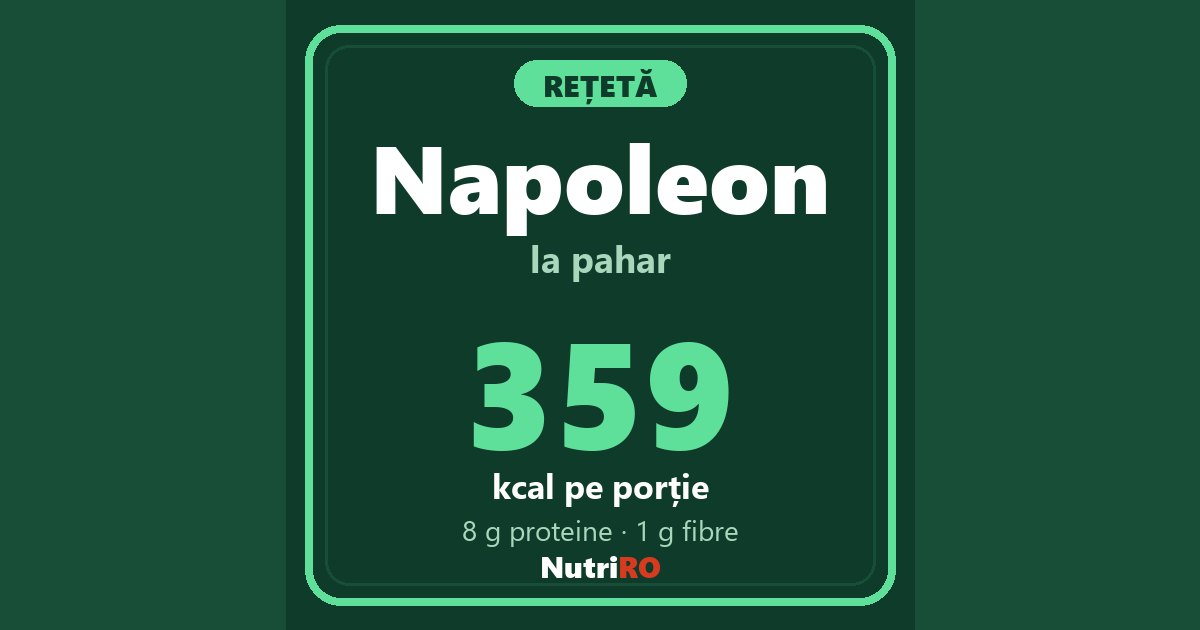 REȚETĂ
Napoleon
la pahar
359
kcal pe porție
8 g proteine · 1 g fibre
NutriRO